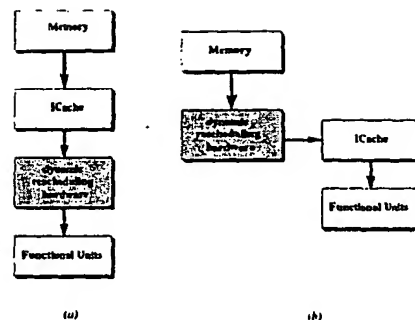 Memory
ICache
dynamic
rescheduling
hardware
Functional Units
(a)
Memory
dynamic
rescheduling
hardware
ICache
Functional Units
(b)